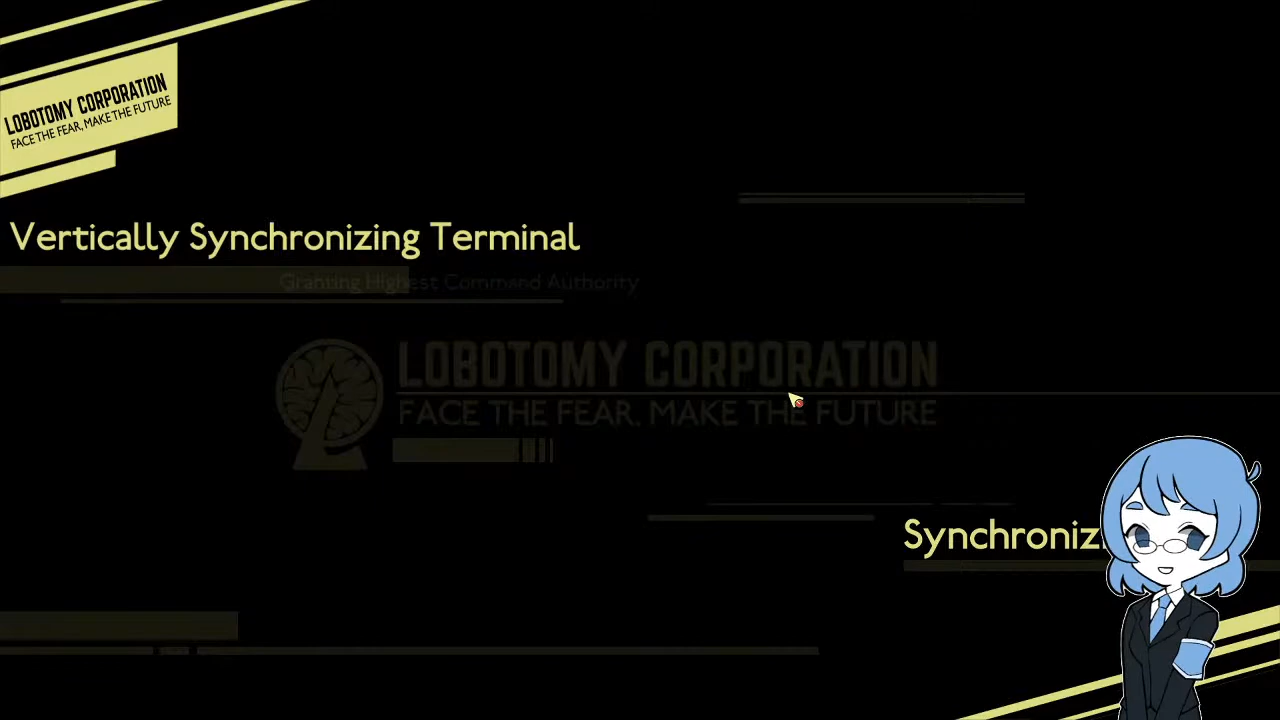 LOBOTOMY CORPORATION
FACE THE FEAR, MAKE THE FUTURE
Vertically Synchronizing Terminal
Granting Highest Command Authority
LOBOTOMY CORPORATION
FACE THE FEAR, MAKE THE FUTURE
Synchronizi